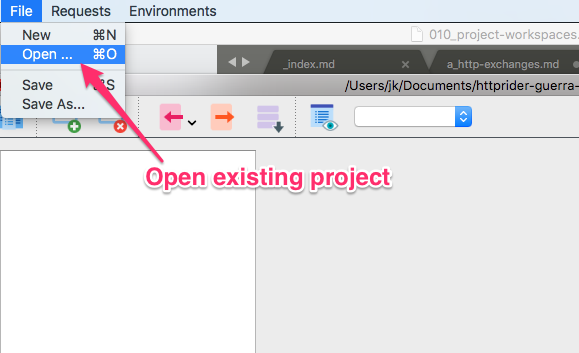 File Requests Environments
New ⌘N
010_project-workspaces.
Open ... ⌘O
_index.md a_http-exchanges.md
Save ⌘S
/Users/jk/Documents/httprider-guerra-
Save As...
Open existing project